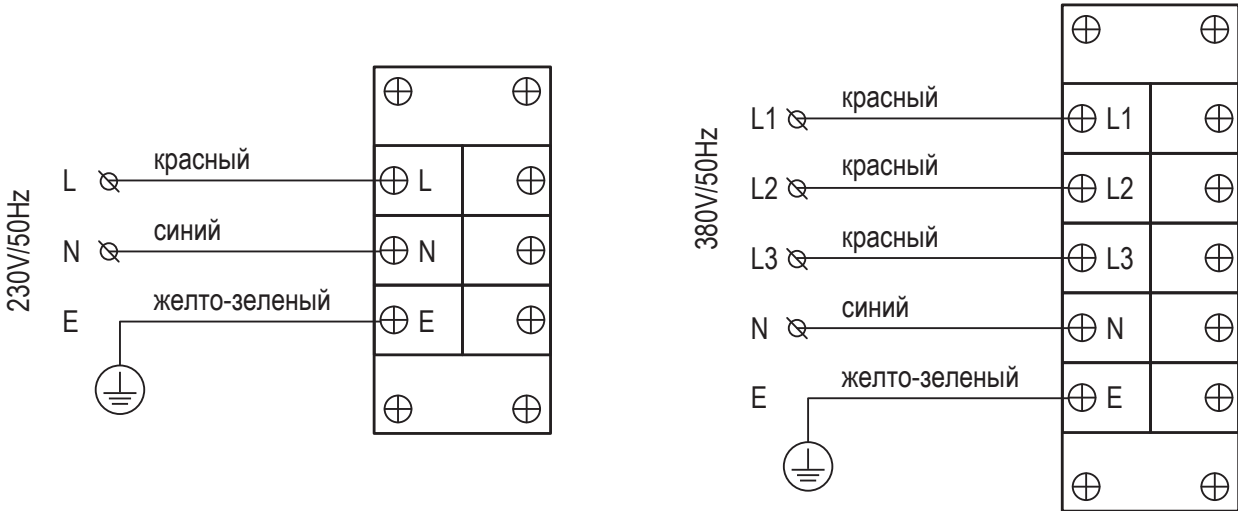 230V/50Hz
L красный L
N синий N
E желто-зеленый E
380V/50Hz
L1 красный L1
L2 красный L2
L3 красный L3
N синий N
E желто-зеленый E